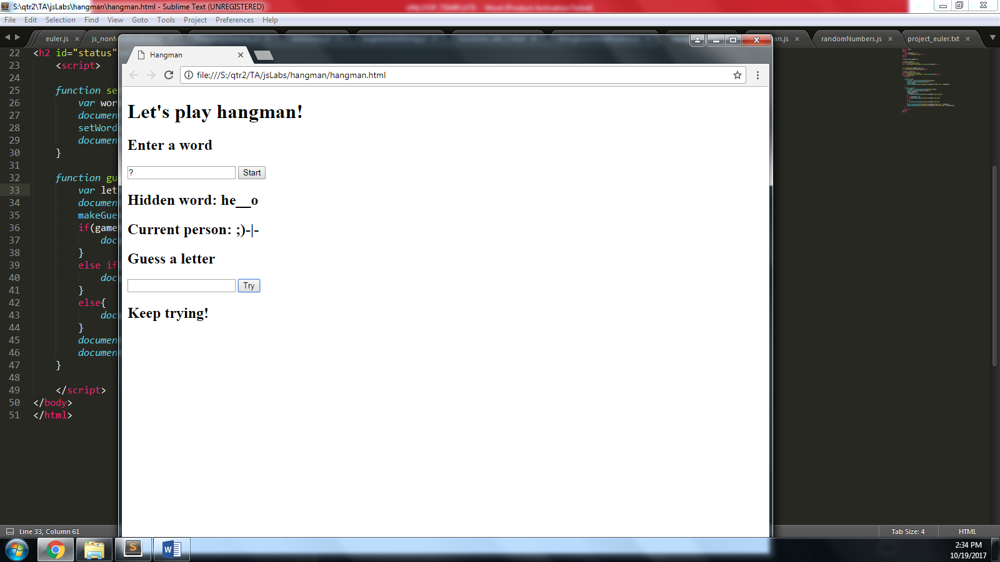 S:\qtr2\TA\jsLabs\hangman\hangman.html - Sublime Text (UNREGISTERED)
File Edit Selection Find View Goto Tools Project Preferences Help
euler.js
randomNumbers.js
project_euler.txt
Hangman
file:///S:/qtr2/TA/jsLabs/hangman/hangman.html
Let's play hangman!
Enter a word
? Start
Hidden word: he__o
Current person: ;)-|-
Guess a letter
Try
Keep trying!
22 <h2 id="status"
23 <script>
24
25 function se
26 var wor
27 documen
28 setWord
29 documen
30 }
31
32 function gu
33 var let
34 documen
35 makeGue
36 if(game
37 doc
38 }
39 else if
40 doc
41 }
42 else{
43 doc
44 }
45 documen
46 documen
47 }
48
49 </script>
50 </body>
51 </html>
Line 33, Column 61
Tab Size: 4
HTML
2:34 PM
10/19/2017